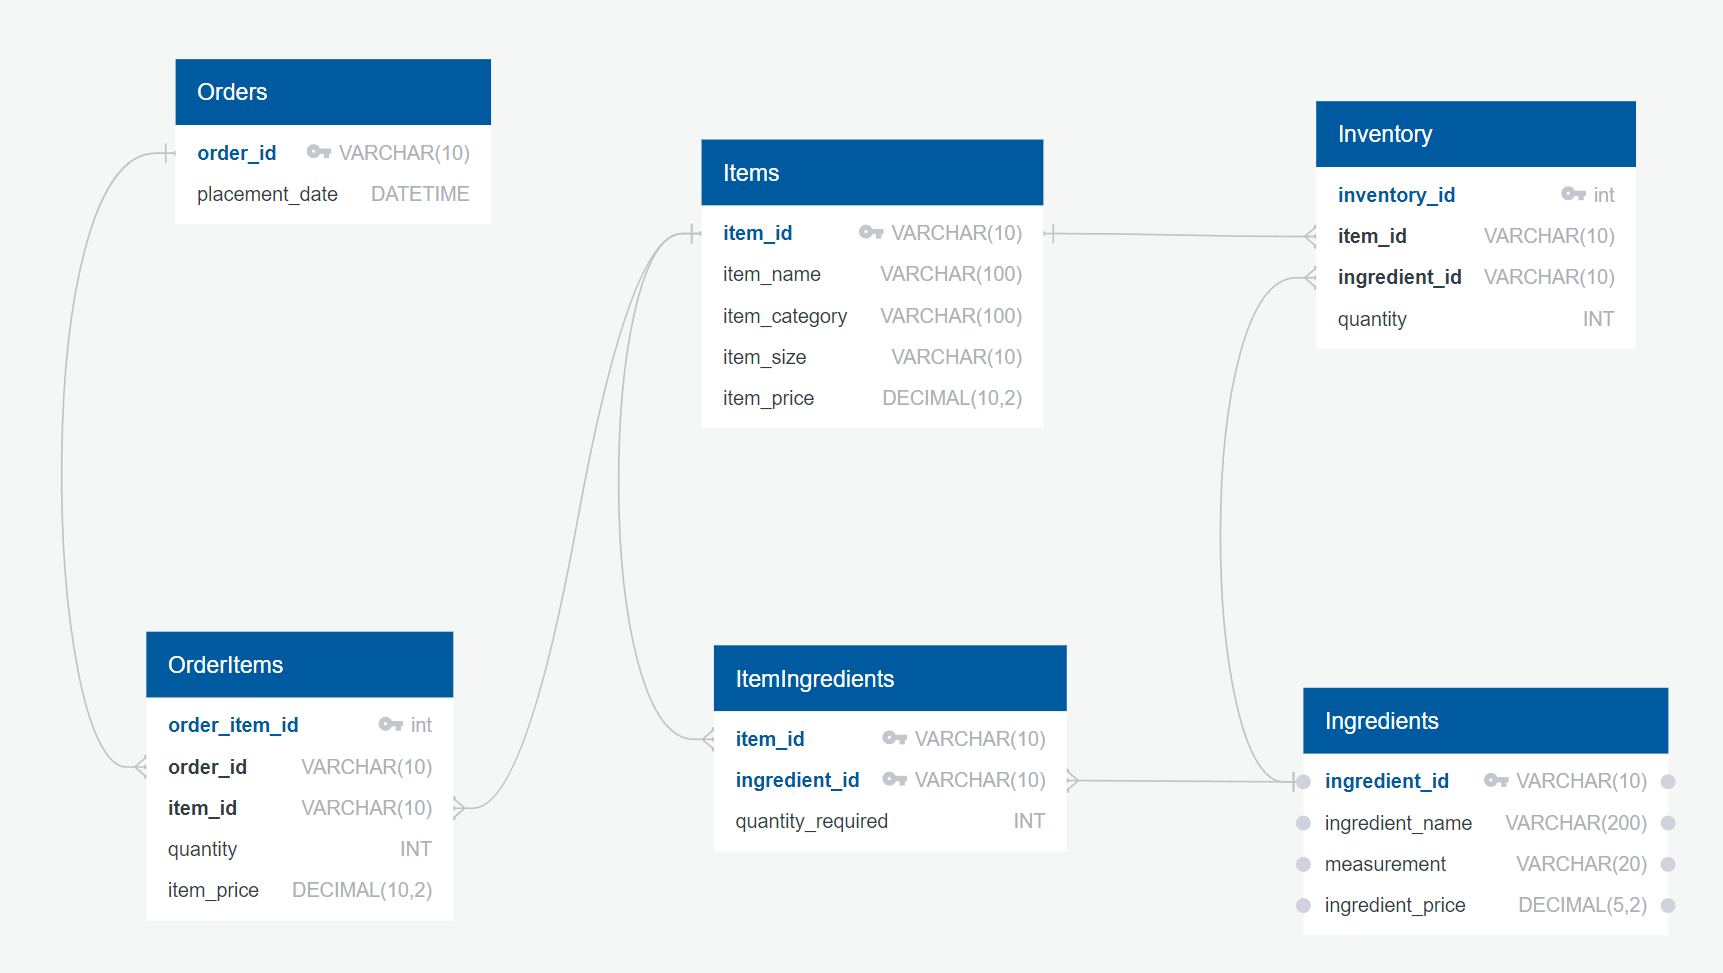 Orders
order_id VARCHAR(10)
placement_date DATETIME
Items
item_id VARCHAR(10)
item_name VARCHAR(100)
item_category VARCHAR(100)
item_size VARCHAR(10)
item_price DECIMAL(10,2)
Inventory
inventory_id int
item_id VARCHAR(10)
ingredient_id VARCHAR(10)
quantity INT
OrderItems
order_item_id int
order_id VARCHAR(10)
item_id VARCHAR(10)
quantity INT
item_price DECIMAL(10,2)
ItemIngredients
item_id VARCHAR(10)
ingredient_id VARCHAR(10)
quantity_required INT
Ingredients
ingredient_id VARCHAR(10)
ingredient_name VARCHAR(200)
measurement VARCHAR(20)
ingredient_price DECIMAL(5,2)